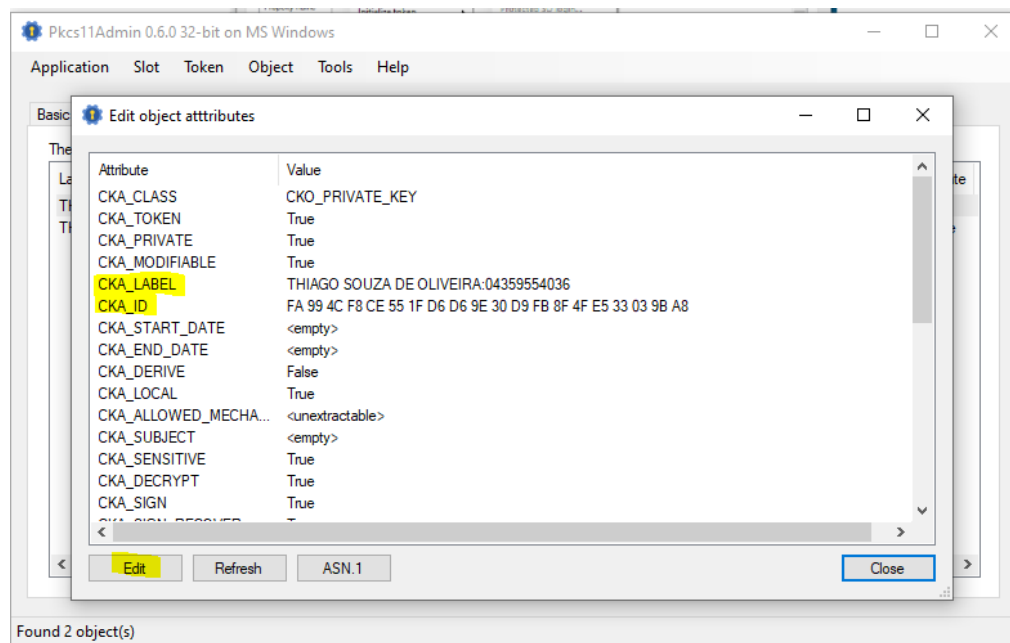 Pkcs11Admin 0.6.0 32-bit on MS Windows
Application Slot Token Object Tools Help
Basic
Edit object atttributes
The
Attribute Value
CKA_CLASS CKO_PRIVATE_KEY
CKA_TOKEN True
CKA_PRIVATE True
CKA_MODIFIABLE True
CKA_LABEL THIAGO SOUZA DE OLIVEIRA:04359554036
CKA_ID FA 99 4C F8 CE 55 1F D6 D6 9E 30 D9 FB 8F 4F E5 33 03 9B A8
CKA_START_DATE <empty>
CKA_END_DATE <empty>
CKA_DERIVE False
CKA_LOCAL True
CKA_ALLOWED_MECHA... <unextractable>
CKA_SUBJECT <empty>
CKA_SENSITIVE True
CKA_DECRYPT True
CKA_SIGN True
Edit Refresh ASN.1 Close
Found 2 object(s)